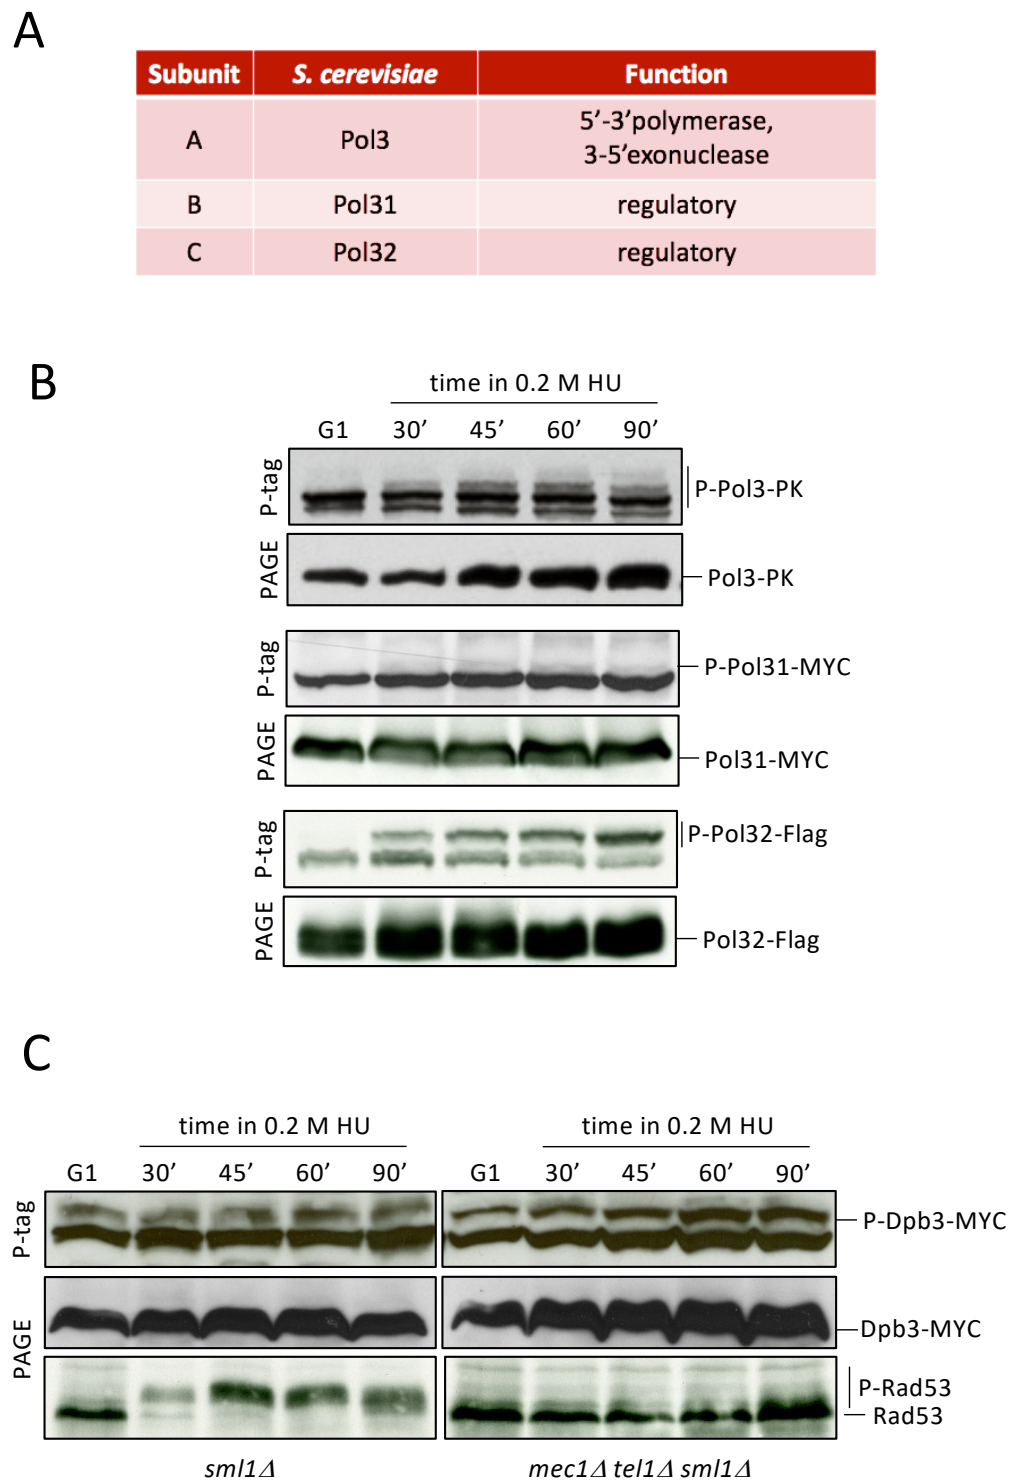 A
Subunit S. cerevisiae Function
A Pol3 5’-3’polymerase,
3-5’exonuclease
B Pol31 regulatory
C Pol32 regulatory
B
time in 0.2 M HU
G1 30’ 45’ 60’ 90’
P-tag P-Pol3-PK
PAGE Pol3-PK
P-tag P-Pol31-MYC
PAGE Pol31-MYC
P-tag P-Pol32-Flag
PAGE Pol32-Flag
C
time in 0.2 M HU time in 0.2 M HU
G1 30’ 45’ 60’ 90’ G1 30’ 45’ 60’ 90’
P-tag P-Dpb3-MYC
PAGE Dpb3-MYC
P-Rad53
Rad53
sml1Δ mec1Δ tel1Δ sml1Δ